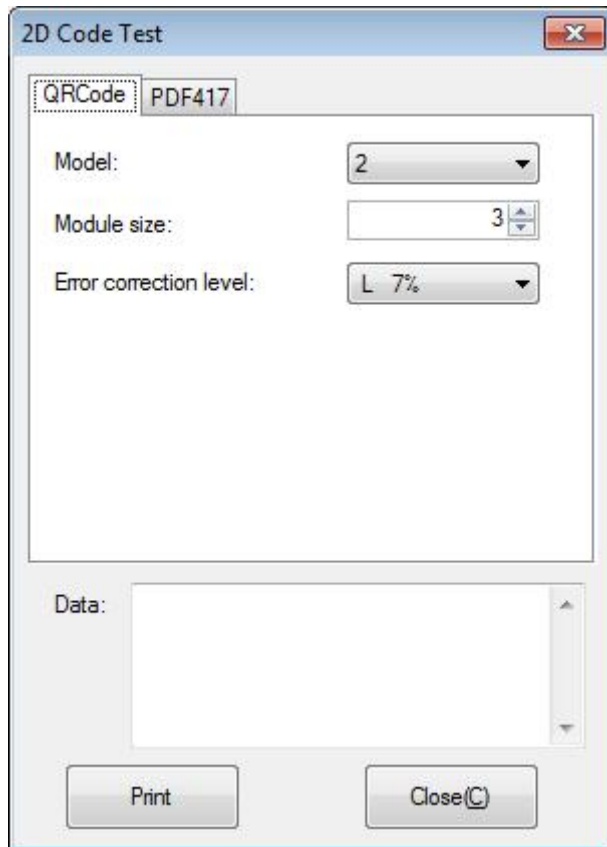 2D Code Test
QRCode PDF417
Model: 2
Module size: 3
Error correction level: L 7%
Data:
Print Close(C)